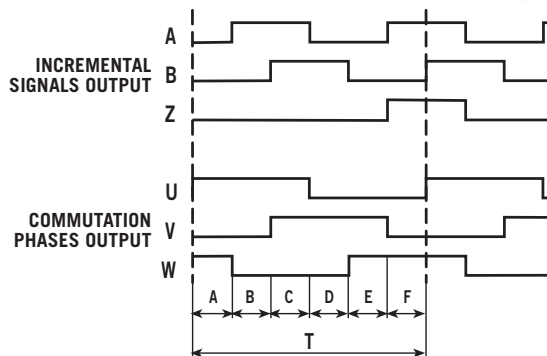 A
INCREMENTAL
SIGNALS OUTPUT
B
Z
U
COMMUTATION
PHASES OUTPUT
V
W
A B C D E F
T